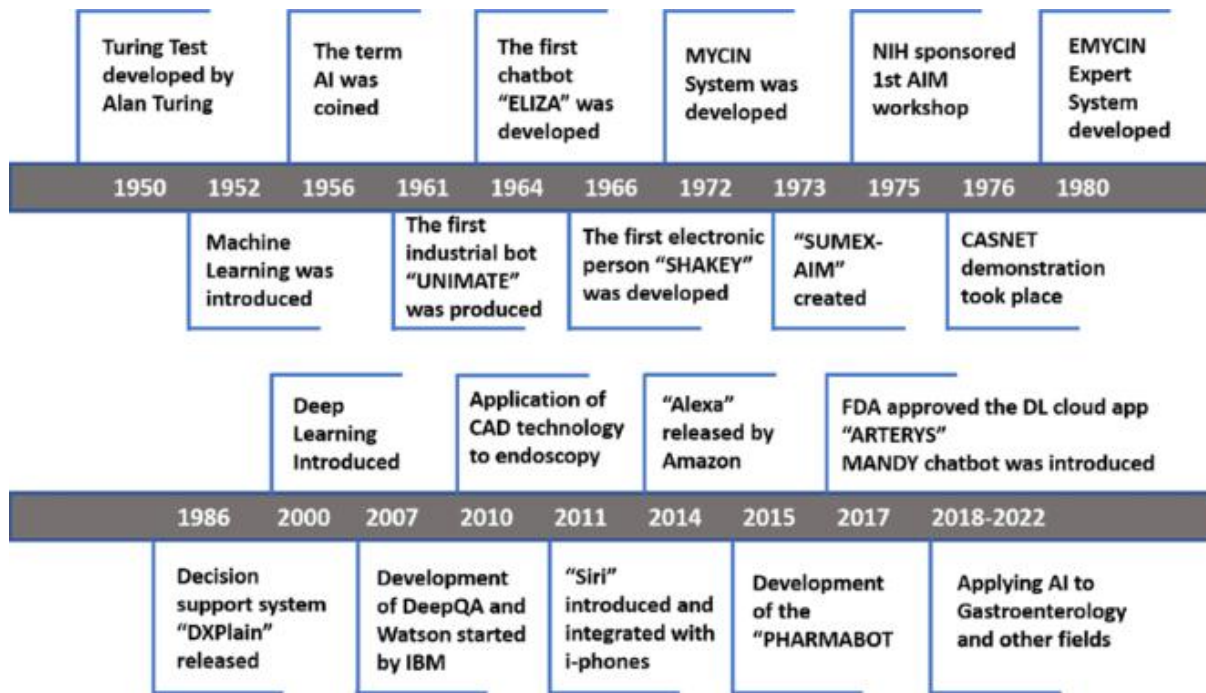 Turing Test
developed by
Alan Turing
The term
AI was
coined
The first
chatbot
“ELIZA” was
developed
MYCIN
System was
developed
NIH sponsored
1st AIM
workshop
EMYCIN
Expert
System
developed
1950 1952 1956 1961 1964 1966 1972 1973 1975 1976 1980
Machine
Learning was
introduced
The first
industrial bot
“UNIMATE”
was produced
The first electronic
person “SHAKEY”
was developed
“SUMEX-
AIM”
created
CASNET
demonstration
took place
Deep
Learning
Introduced
Application of
CAD technology
to endoscopy
“Alexa”
released by
Amazon
FDA approved the DL cloud app
“ARTERYS”
MANDY chatbot was introduced
1986 2000 2007 2010 2011 2014 2015 2017 2018-2022
Decision
support system
“DXPlain”
released
Development
of DeepQA and
Watson started
by IBM
“Siri”
introduced and
integrated with
i-phones
Development
of the
“PHARMABOT
Applying AI to
Gastroenterology
and other fields